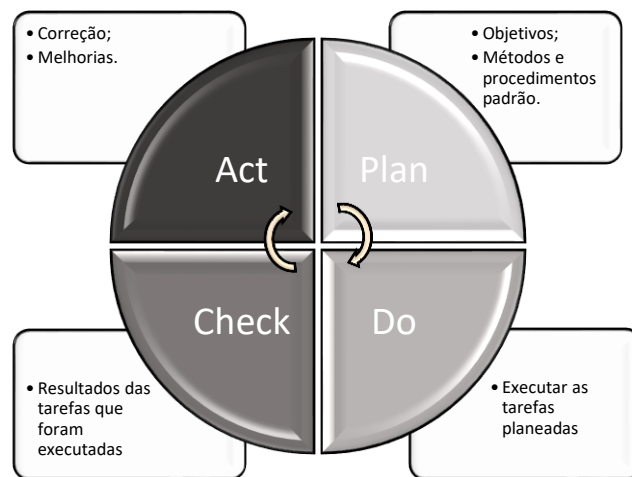 • Correção;
• Melhorias.
• Objetivos;
• Métodos e
procedimentos
padrão.
Act
Plan
Check
Do
• Resultados das
tarefas que
foram
executadas
• Executar as
tarefas
planeadas